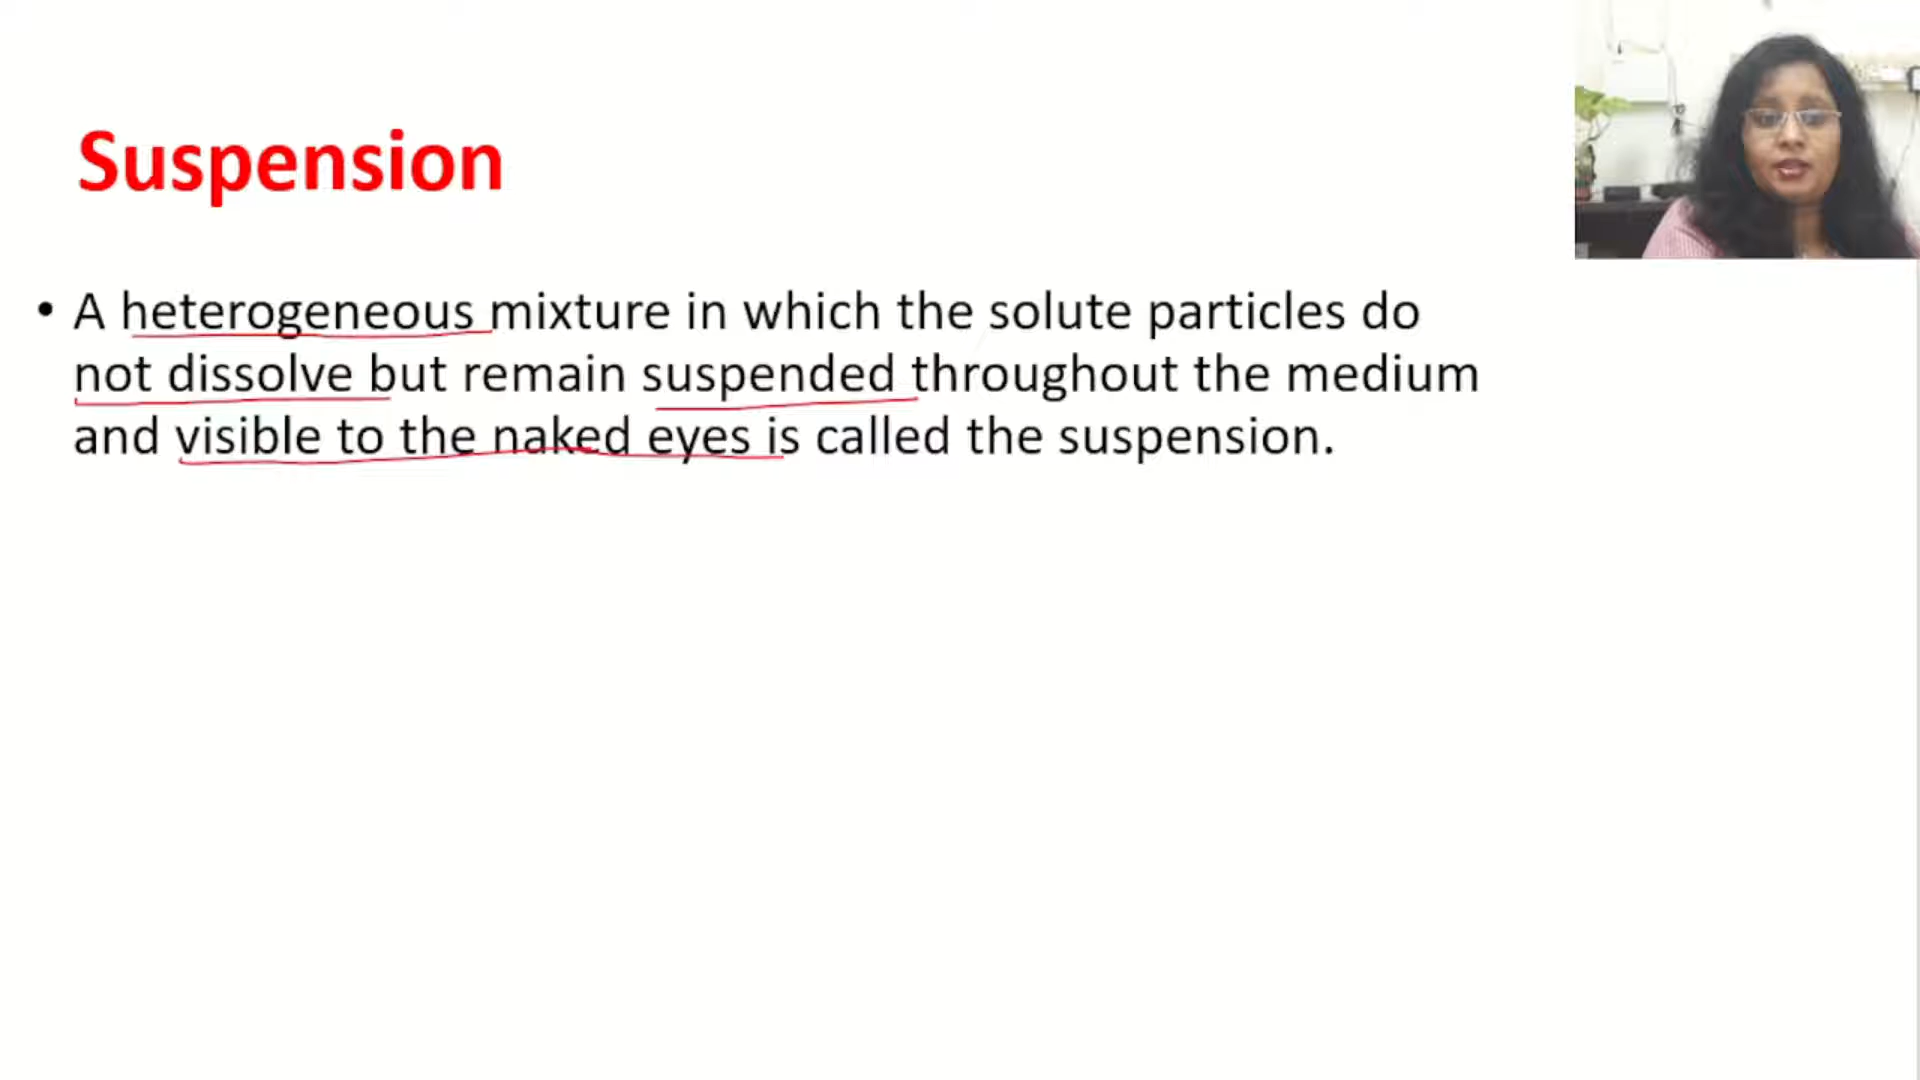 Suspension
• A heterogeneous mixture in which the solute particles do
not dissolve but remain suspended throughout the medium
and visible to the naked eyes is called the suspension.